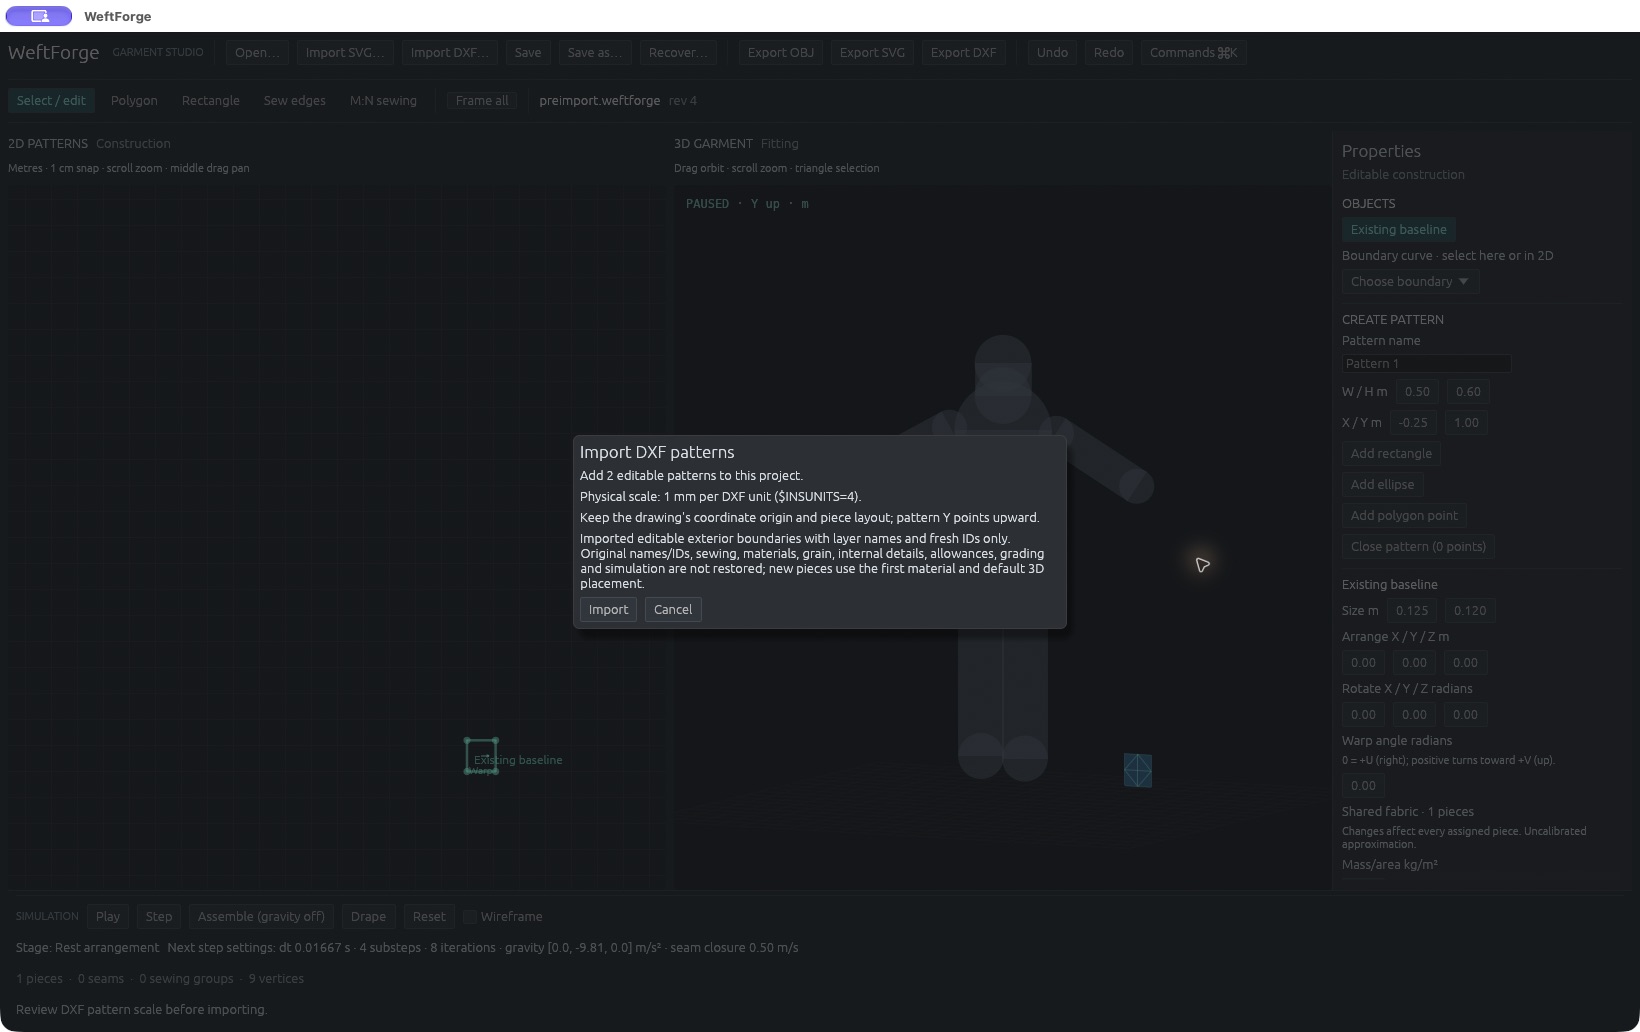 WeftForge
WeftForge GARMENT STUDIO Open... Import SVG... Import DXF... Save Save as... Recover... Export OBJ Export SVG Export DXF Undo Redo Commands⌘K
Select / edit Polygon Rectangle Sew edges M:N sewing Frame all preimport.weftforge rev 4
2D PATTERNS Construction
Metres · 1 cm snap · scroll zoom · middle drag pan
Existing baseline
Warp
3D GARMENT Fitting
Drag orbit · scroll zoom · triangle selection
PAUSED · Y up · m
Import DXF patterns
Add 2 editable patterns to this project.
Physical scale: 1 mm per DXF unit ($INSUNITS=4).
Keep the drawing's coordinate origin and piece layout; pattern Y points upward.
Imported editable exterior boundaries with layer names and fresh IDs only.
Original names/IDs, sewing, materials, grain, internal details, allowances, grading
and simulation are not restored; new pieces use the first material and default 3D
placement.
Import Cancel
Properties
Editable construction
OBJECTS
Existing baseline
Boundary curve · select here or in 2D
Choose boundary
CREATE PATTERN
Pattern name
Pattern 1
W / H m 0.50 0.60
X / Y m -0.25 1.00
Add rectangle
Add ellipse
Add polygon point
Close pattern (0 points)
Existing baseline
Size m 0.125 0.120
Arrange X / Y / Z m
0.00 0.00 0.00
Rotate X / Y / Z radians
0.00 0.00 0.00
Warp angle radians
0 = +U (right); positive turns toward +V (up).
0.00
Shared fabric · 1 pieces
Changes affect every assigned piece. Uncalibrated
approximation.
Mass/area kg/m²
SIMULATION Play Step Assemble (gravity off) Drape Reset Wireframe
Stage: Rest arrangement Next step settings: dt 0.01667 s · 4 substeps · 8 iterations · gravity [0.0, -9.81, 0.0] m/s² · seam closure 0.50 m/s
1 pieces · 0 seams · 0 sewing groups · 9 vertices
Review DXF pattern scale before importing.